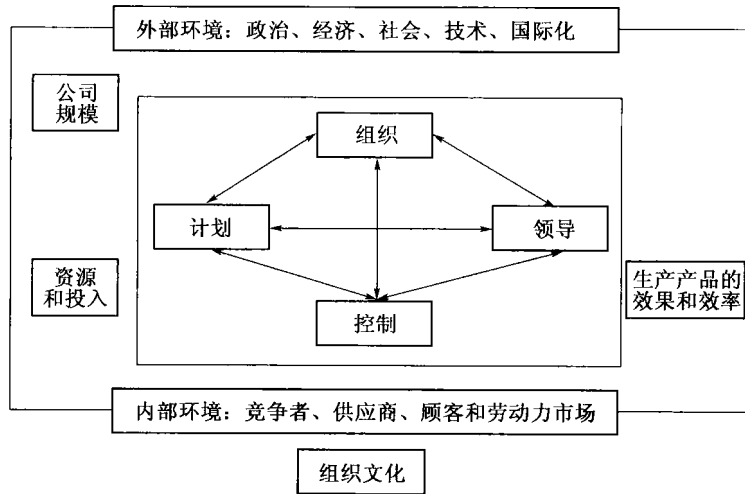 外部环境：政治、经济、社会、技术、国际化
公司
规模
组织
计划
领导
资源
和投入
生产产品的
效果和效率
控制
内部环境：竞争者、供应商、顾客和劳动力市场
组织文化